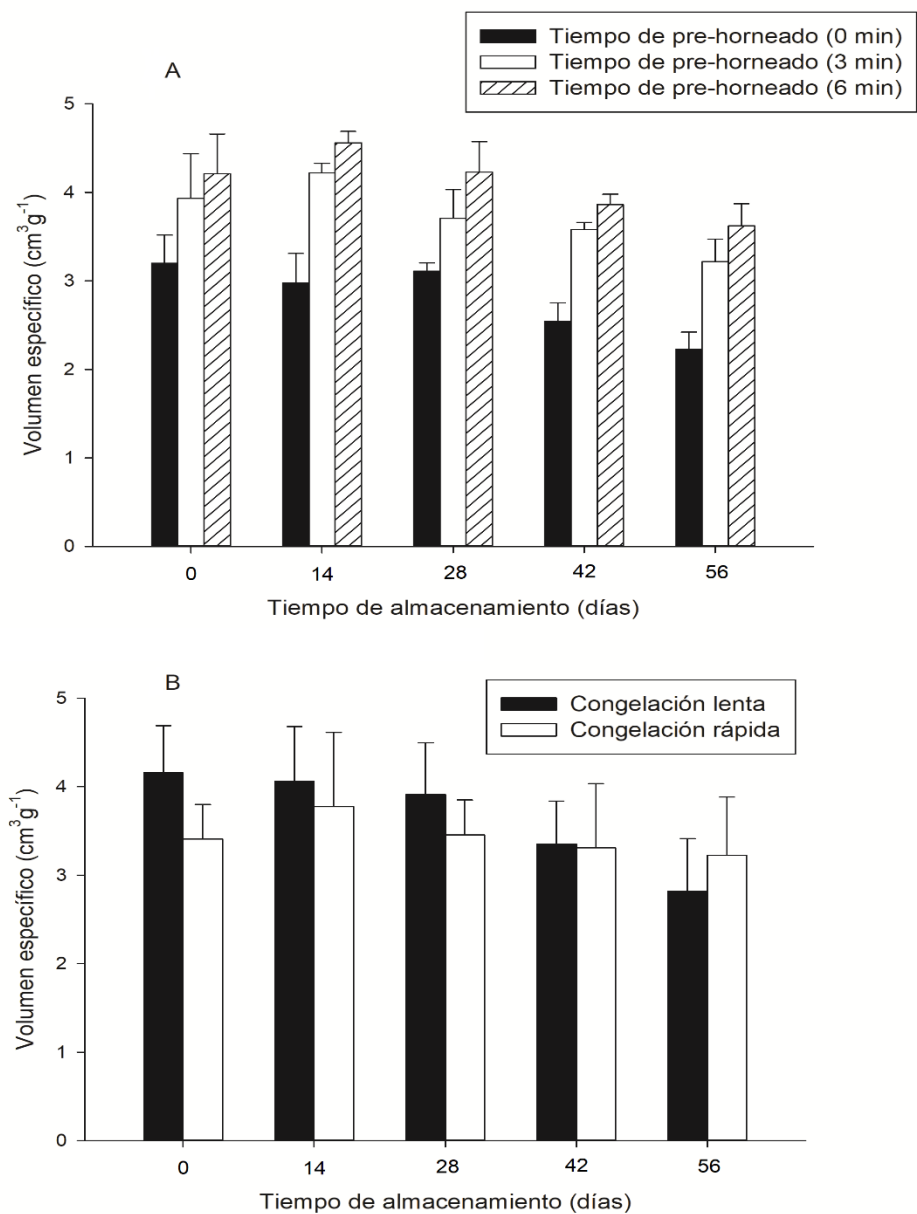 A
Tiempo de pre-horneado (0 min)
Tiempo de pre-horneado (3 min)
Tiempo de pre-horneado (6 min)
Volumen específico (cm³g⁻¹)
5
4
3
2
1
0
0 14 28 42 56
Tiempo de almacenamiento (días)
B
Congelación lenta
Congelación rápida
Volumen específico (cm³g⁻¹)
5
4
3
2
1
0
0 14 28 42 56
Tiempo de almacenamiento (días)